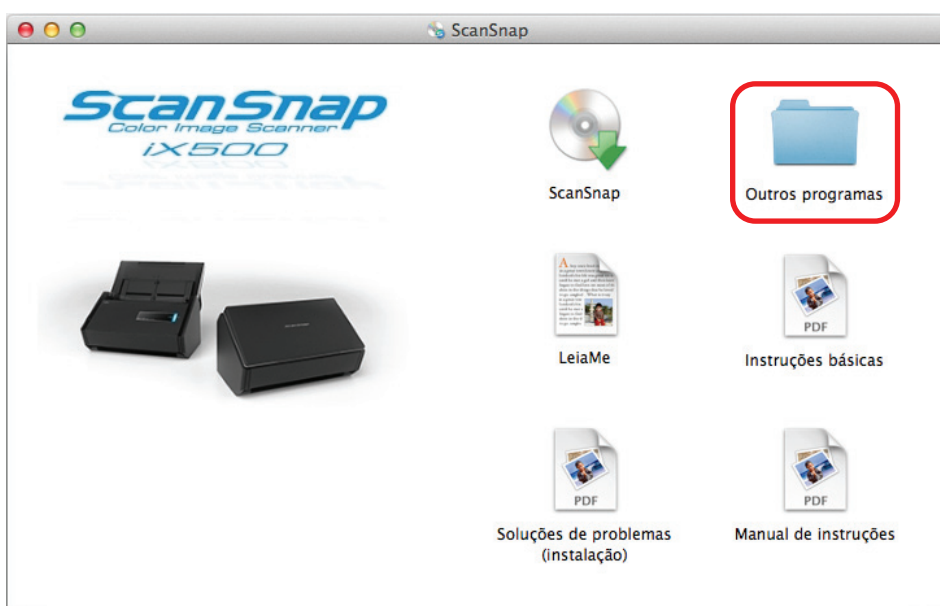 ScanSnap
ScanSnap
Color Image Scanner
iX500
ScanSnap
Outros programas
LeiaMe
PDF
Instruções básicas
PDF
PDF
Soluções de problemas
(instalação)
Manual de instruções